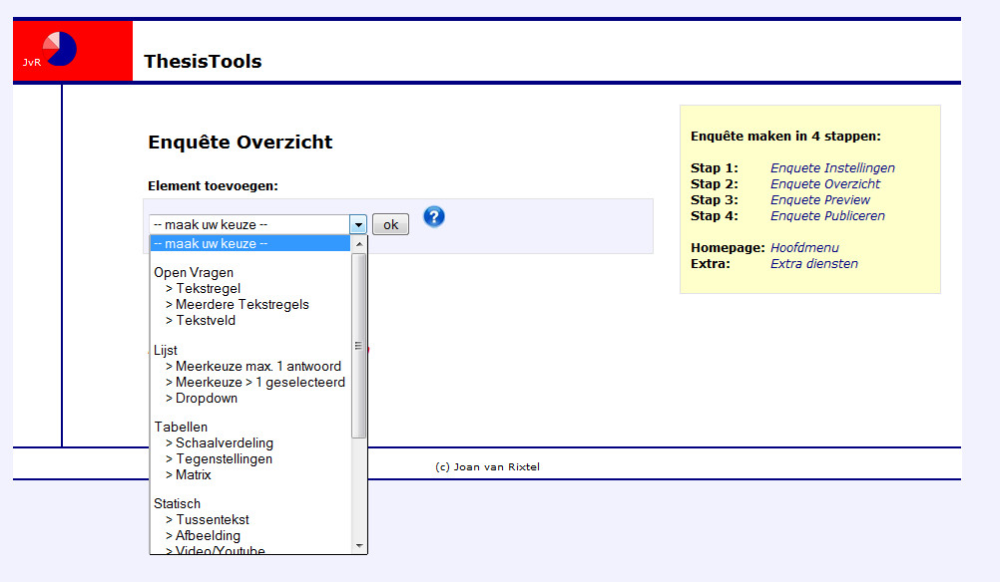 JvR
ThesisTools
Enquête Overzicht
Element toevoegen:
-- maak uw keuze --
ok
?
-- maak uw keuze --
Open Vragen
> Tekstregel
> Meerdere Tekstregels
> Tekstveld
Lijst
> Meerkeuze max. 1 antwoord
> Meerkeuze > 1 geselecteerd
> Dropdown
Tabellen
> Schaalverdeling
> Tegenstellingen
> Matrix
Statisch
> Tussentekst
> Afbeelding
> Video/Youtube
Enquête maken in 4 stappen:
Stap 1: Enquete Instellingen
Stap 2: Enquete Overzicht
Stap 3: Enquete Preview
Stap 4: Enquete Publiceren
Homepage: Hoofdmenu
Extra: Extra diensten
(c) Joan van Rixtel